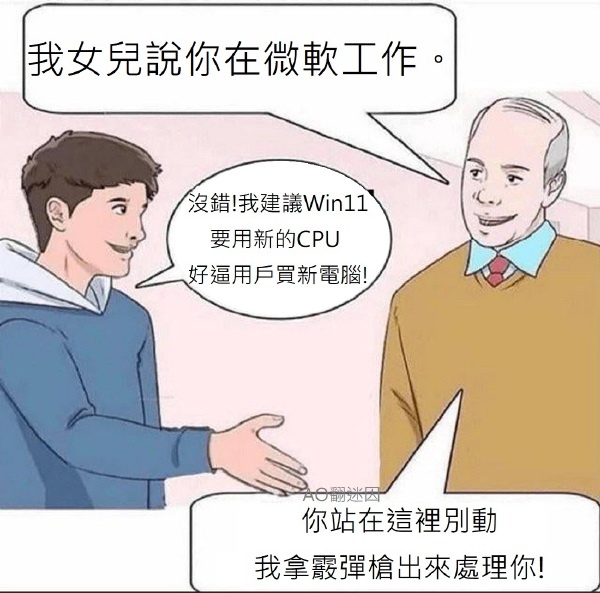 我女兒說你在微軟工作。
沒錯!我建議Win11
要用新的CPU
好逼用戶買新電腦!
AO翻迷因
你站在這裡別動
我拿霰彈槍出來處理你!